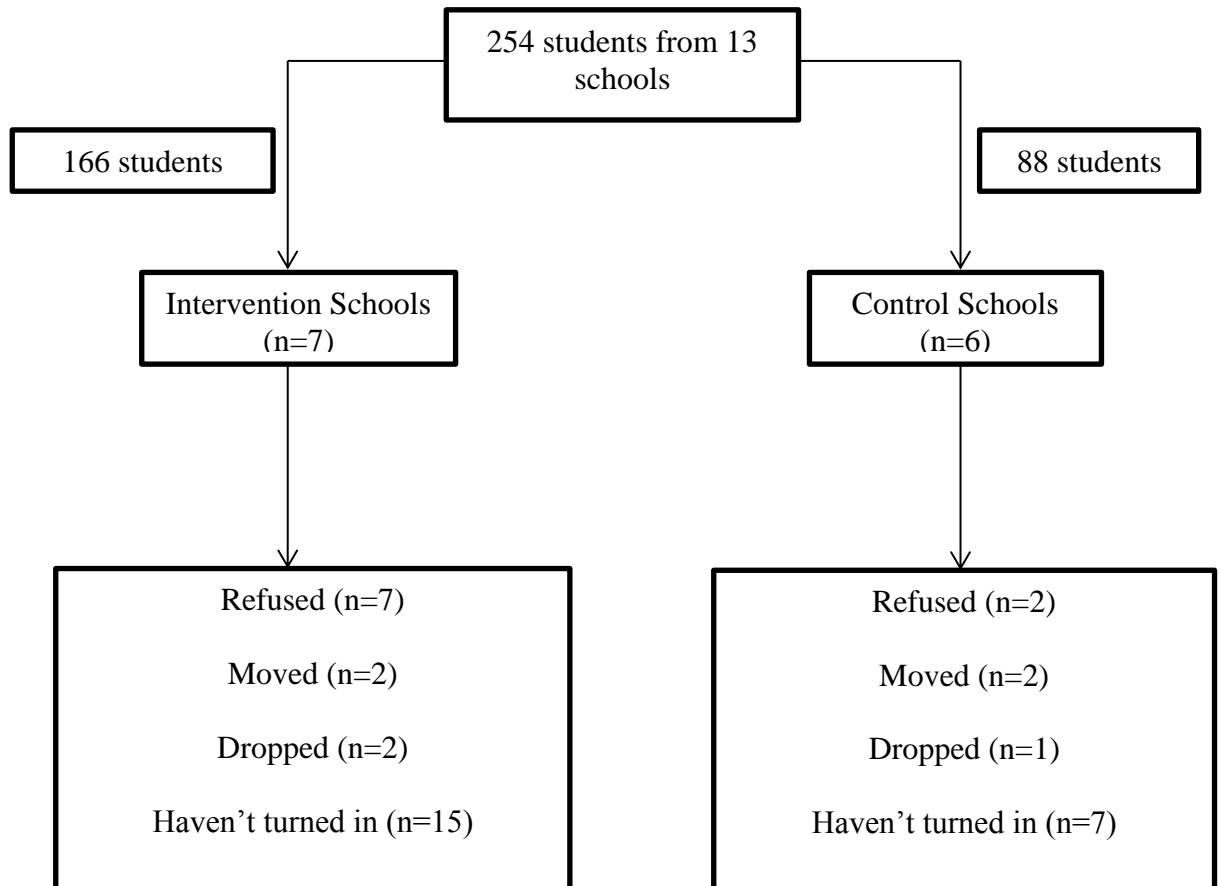 254 students from 13
schools
166 students
88 students
Intervention Schools
(n=7)
Control Schools
(n=6)
Refused (n=7)
Moved (n=2)
Dropped (n=2)
Haven’t turned in (n=15)
Refused (n=2)
Moved (n=2)
Dropped (n=1)
Haven’t turned in (n=7)